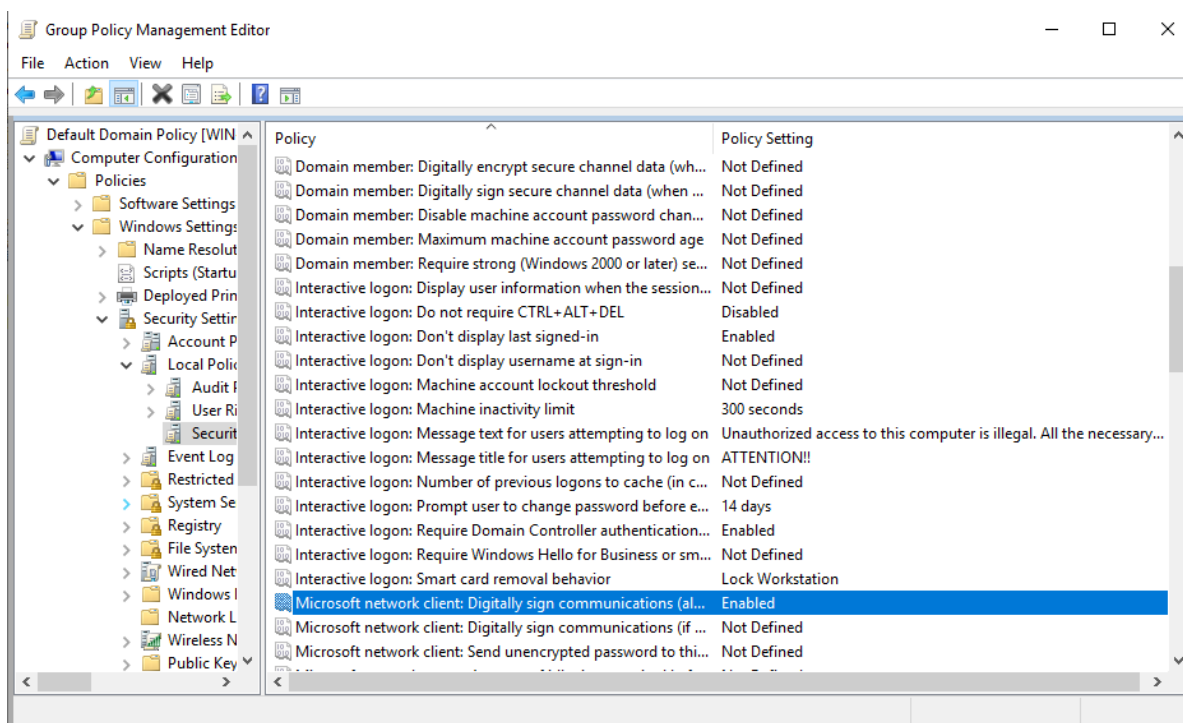 Group Policy Management Editor
File Action View Help
Default Domain Policy [WIN
Computer Configuration
Policies
Software Settings
Windows Settings
Name Resolut
Scripts (Startu
Deployed Prin
Security Settin
Account P
Local Polic
Audit P
User Ri
Securit
Event Log
Restricted
System Se
Registry
File System
Wired Net
Windows
Network L
Wireless N
Public Key
Policy Policy Setting
Domain member: Digitally encrypt secure channel data (wh... Not Defined
Domain member: Digitally sign secure channel data (when ... Not Defined
Domain member: Disable machine account password chan... Not Defined
Domain member: Maximum machine account password age Not Defined
Domain member: Require strong (Windows 2000 or later) se... Not Defined
Interactive logon: Display user information when the session... Not Defined
Interactive logon: Do not require CTRL+ALT+DEL Disabled
Interactive logon: Don't display last signed-in Enabled
Interactive logon: Don't display username at sign-in Not Defined
Interactive logon: Machine account lockout threshold Not Defined
Interactive logon: Machine inactivity limit 300 seconds
Interactive logon: Message text for users attempting to log on Unauthorized access to this computer is illegal. All the necessary...
Interactive logon: Message title for users attempting to log on ATTENTION!!
Interactive logon: Number of previous logons to cache (in c... Not Defined
Interactive logon: Prompt user to change password before e... 14 days
Interactive logon: Require Domain Controller authentication... Enabled
Interactive logon: Require Windows Hello for Business or sm... Not Defined
Interactive logon: Smart card removal behavior Lock Workstation
Microsoft network client: Digitally sign communications (al... Enabled
Microsoft network client: Digitally sign communications (if ... Not Defined
Microsoft network client: Send unencrypted password to thi... Not Defined